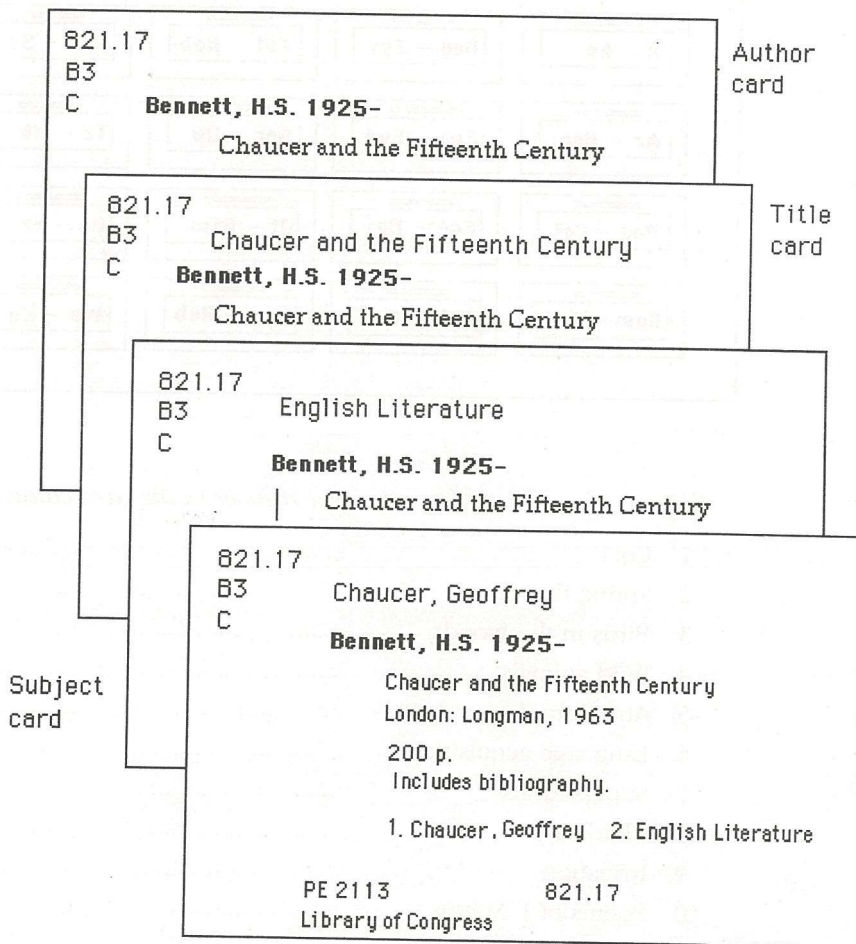 821.17
B3
C
Bennett, H.S. 1925-
Chaucer and the Fifteenth Century
Author
card
821.17
B3
Chaucer and the Fifteenth Century
C
Bennett, H.S. 1925-
Chaucer and the Fifteenth Century
Title
card
821.17
B3
English Literature
C
Bennett, H.S. 1925-
Chaucer and the Fifteenth Century
821.17
B3
Chaucer, Geoffrey
C
Bennett, H.S. 1925-
Chaucer and the Fifteenth Century
London: Longman, 1963
200 p.
Includes bibliography.
1. Chaucer, Geoffrey 2. English Literature
PE 2113 821.17
Library of Congress
Subject
card